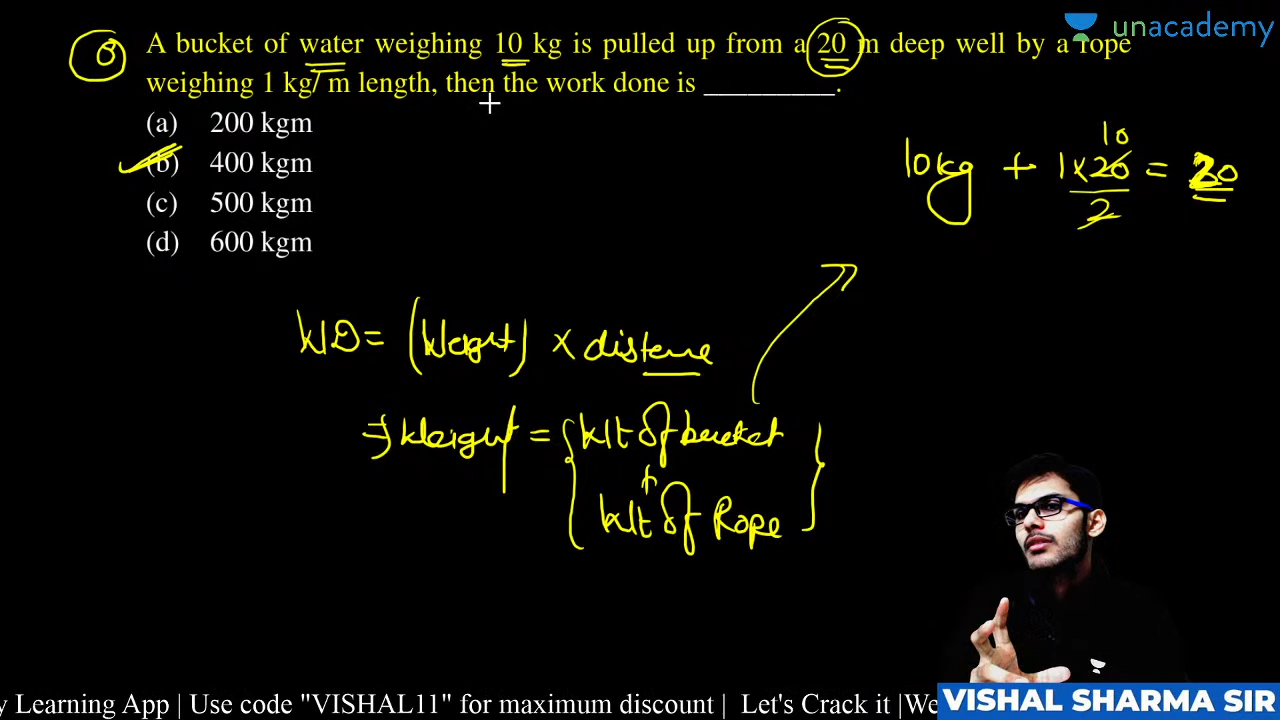 unacademy
Q A bucket of water weighing 10 kg is pulled up from a 20 m deep well by a rope
weighing 1 kg/ m length, then the work done is _________.
(a) 200 kgm
(b) 400 kgm
(c) 500 kgm
(d) 600 kgm
10
10kg + 1 x 20 = 20
2
WD = (Weight) x distance
⇒ Weight = { Wt of bucket
+
Wt of Rope }
y Learning App | Use code "VISHAL11" for maximum discount | Let's Crack it |We
VISHAL SHARMA SIR